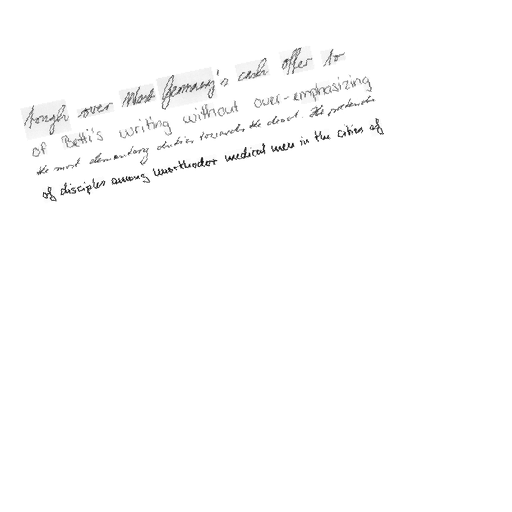 tough over West Germany's cash offer to
of Betti's writing without over-emphasizing
the most elementary duties towards the dead. The
of disciples among unorthodox medical men in the cities of